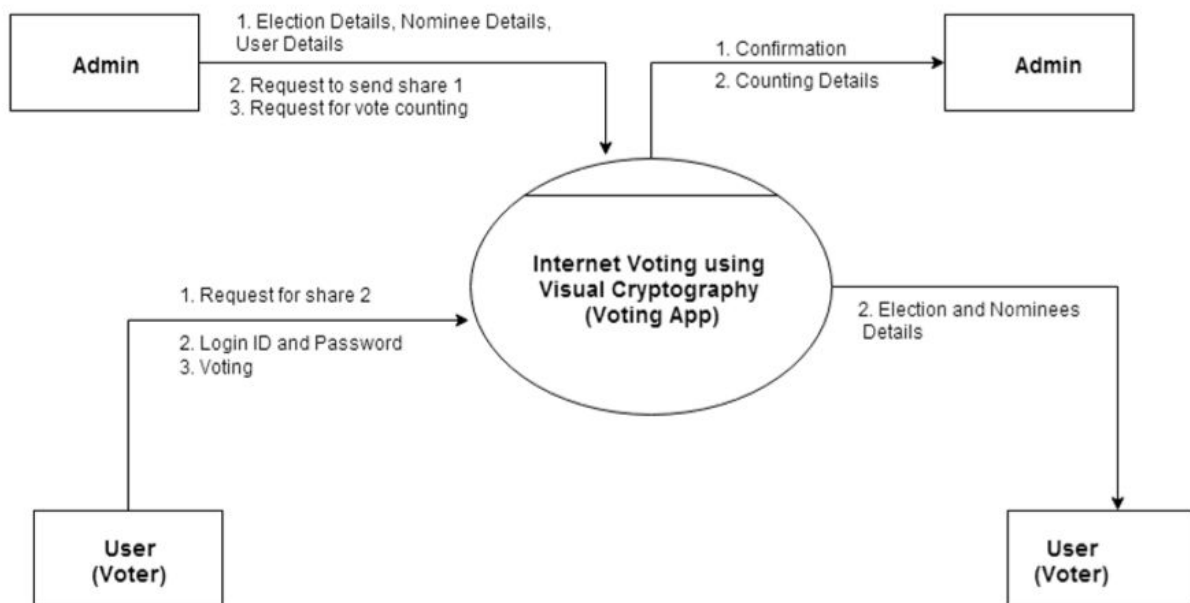 1. Election Details, Nominee Details,
User Details
Admin
2. Request to send share 1
3. Request for vote counting
1. Confirmation
2. Counting Details
Admin
Internet Voting using
Visual Cryptography
(Voting App)
1. Request for share 2
2. Login ID and Password
3. Voting
2. Election and Nominees
Details
User
(Voter)
User
(Voter)